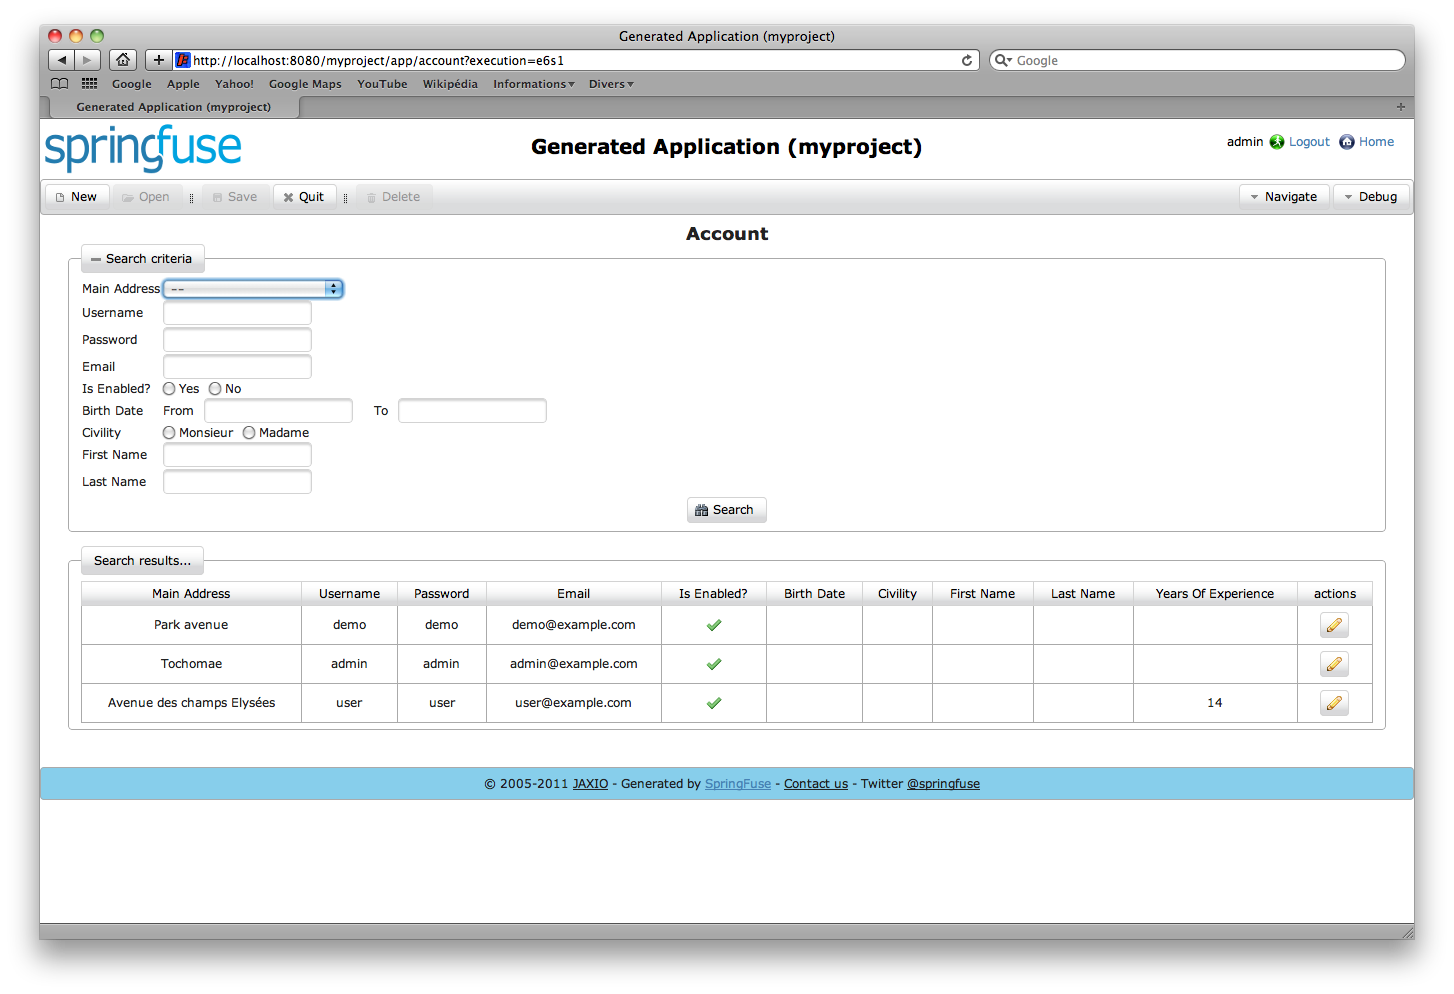 Generated Application (myproject)
http://localhost:8080/myproject/app/account?execution=e6s1
Google
Google Apple Yahoo! Google Maps YouTube Wikipédia Informations Divers
Generated Application (myproject)
springfuse
Generated Application (myproject)
admin Logout Home
New Open Save Quit Delete Navigate Debug
Account
Search criteria
Main Address --
Username
Password
Email
Is Enabled? Yes No
Birth Date From To
Civility Monsieur Madame
First Name
Last Name
Search
Search results...
Main Address Username Password Email Is Enabled? Birth Date Civility First Name Last Name Years Of Experience actions
Park avenue demo demo demo@example.com
Tochomae admin admin admin@example.com
Avenue des champs Elysées user user user@example.com 14
© 2005-2011 JAXIO - Generated by SpringFuse - Contact us - Twitter @springfuse